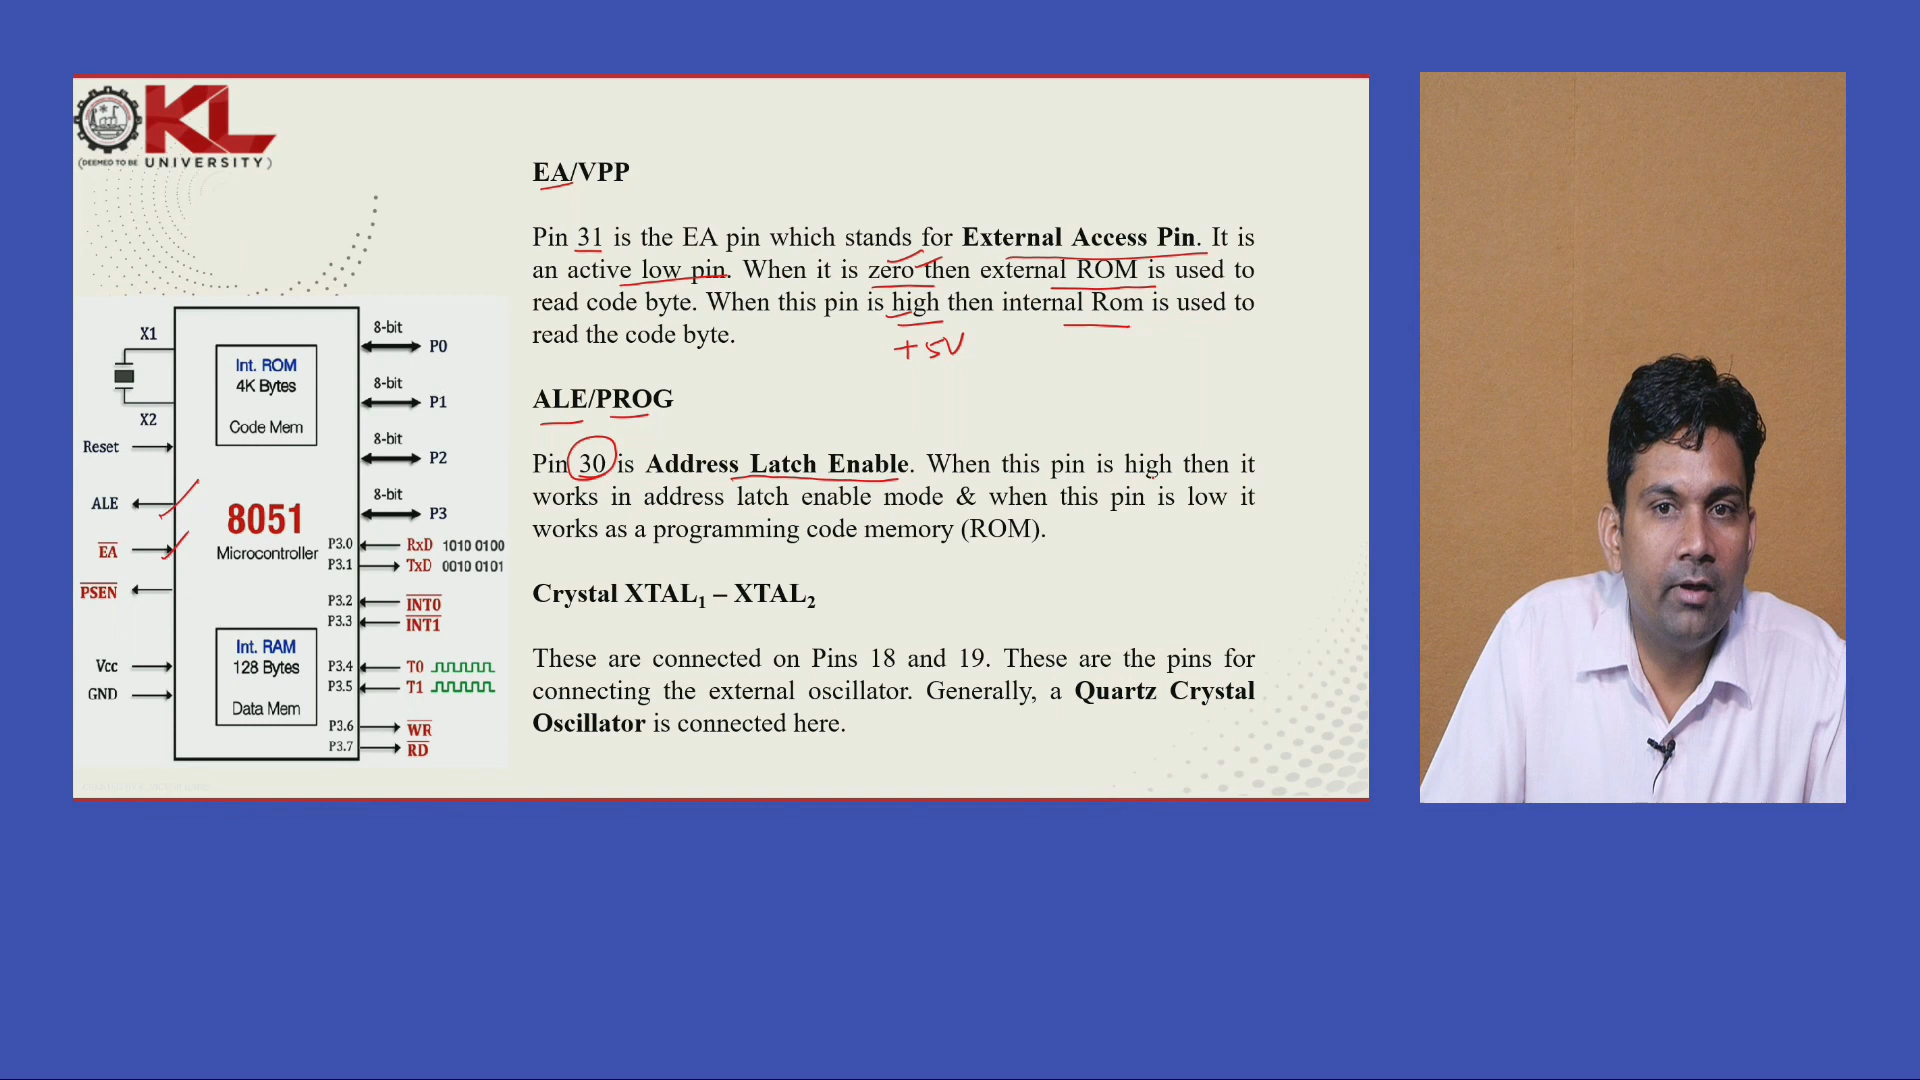 KL
(DEEMED TO BE UNIVERSITY)
EA/VPP
Pin 31 is the EA pin which stands for External Access Pin. It is
an active low pin. When it is zero then external ROM is used to
read code byte. When this pin is high then internal Rom is used to
read the code byte.
+5V
ALE/PROG
Pin 30 is Address Latch Enable. When this pin is high then it
works in address latch enable mode & when this pin is low it
works as a programming code memory (ROM).
Crystal XTAL1 – XTAL2
These are connected on Pins 18 and 19. These are the pins for
connecting the external oscillator. Generally, a Quartz Crystal
Oscillator is connected here.
X1
X2
Reset
ALE
EA
PSEN
Vcc
GND
Int. ROM
4K Bytes
Code Mem
8051
Microcontroller
Int. RAM
128 Bytes
Data Mem
8-bit
P0
8-bit
P1
8-bit
P2
8-bit
P3
P3.0 RxD 1010 0100
P3.1 TxD 0010 0101
P3.2 INT0
P3.3 INT1
P3.4 T0
P3.5 T1
P3.6 WR
P3.7 RD